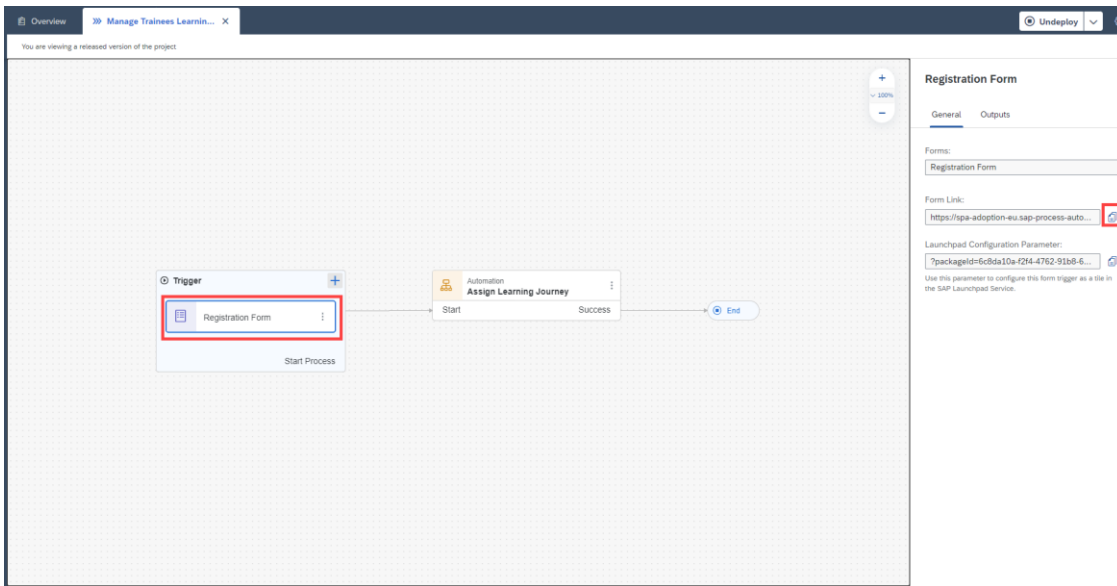 Overview
Manage Trainees Learnin...
Undeploy
You are viewing a released version of the project
100%
Trigger
Registration Form
Start Process
Automation
Assign Learning Journey
Start
Success
End
Registration Form
General
Outputs
Forms:
Registration Form
Form Link:
https://spa-adoption-eu.sap-process-auto...
Launchpad Configuration Parameter:
?packageId=6c8da10a-f2f4-4762-91b8-6...
Use this parameter to configure this form trigger as a tile in
the SAP Launchpad Service.